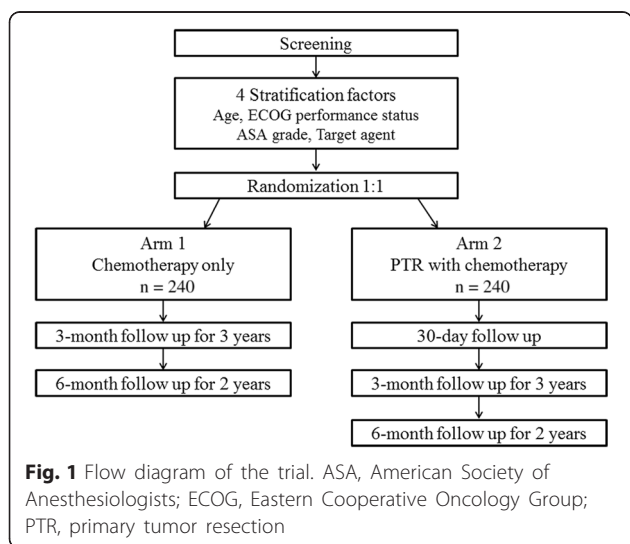 Screening
4 Stratification factors
Age, ECOG performance status
ASA grade, Target agent
Randomization 1:1
Arm 1
Chemotherapy only
n = 240
3-month follow up for 3 years
6-month follow up for 2 years
Arm 2
PTR with chemotherapy
n = 240
30-day follow up
3-month follow up for 3 years
6-month follow up for 2 years
Fig. 1 Flow diagram of the trial. ASA, American Society of
Anesthesiologists; ECOG, Eastern Cooperative Oncology Group;
PTR, primary tumor resection